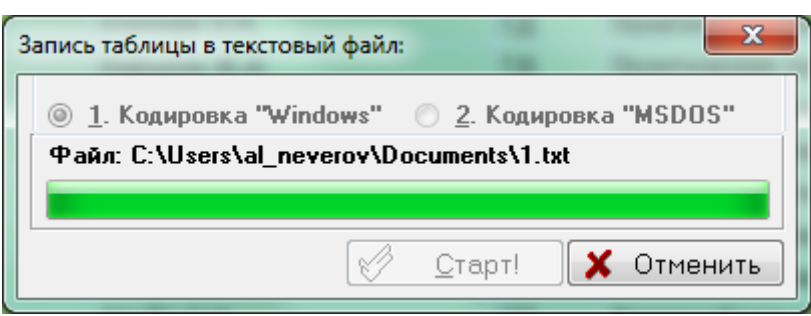 Запись таблицы в текстовый файл:
1. Кодировка "Windows" 2. Кодировка "MSDOS"
Файл: C:\Users\al_neverov\Documents\1.txt
Старт! Отменить